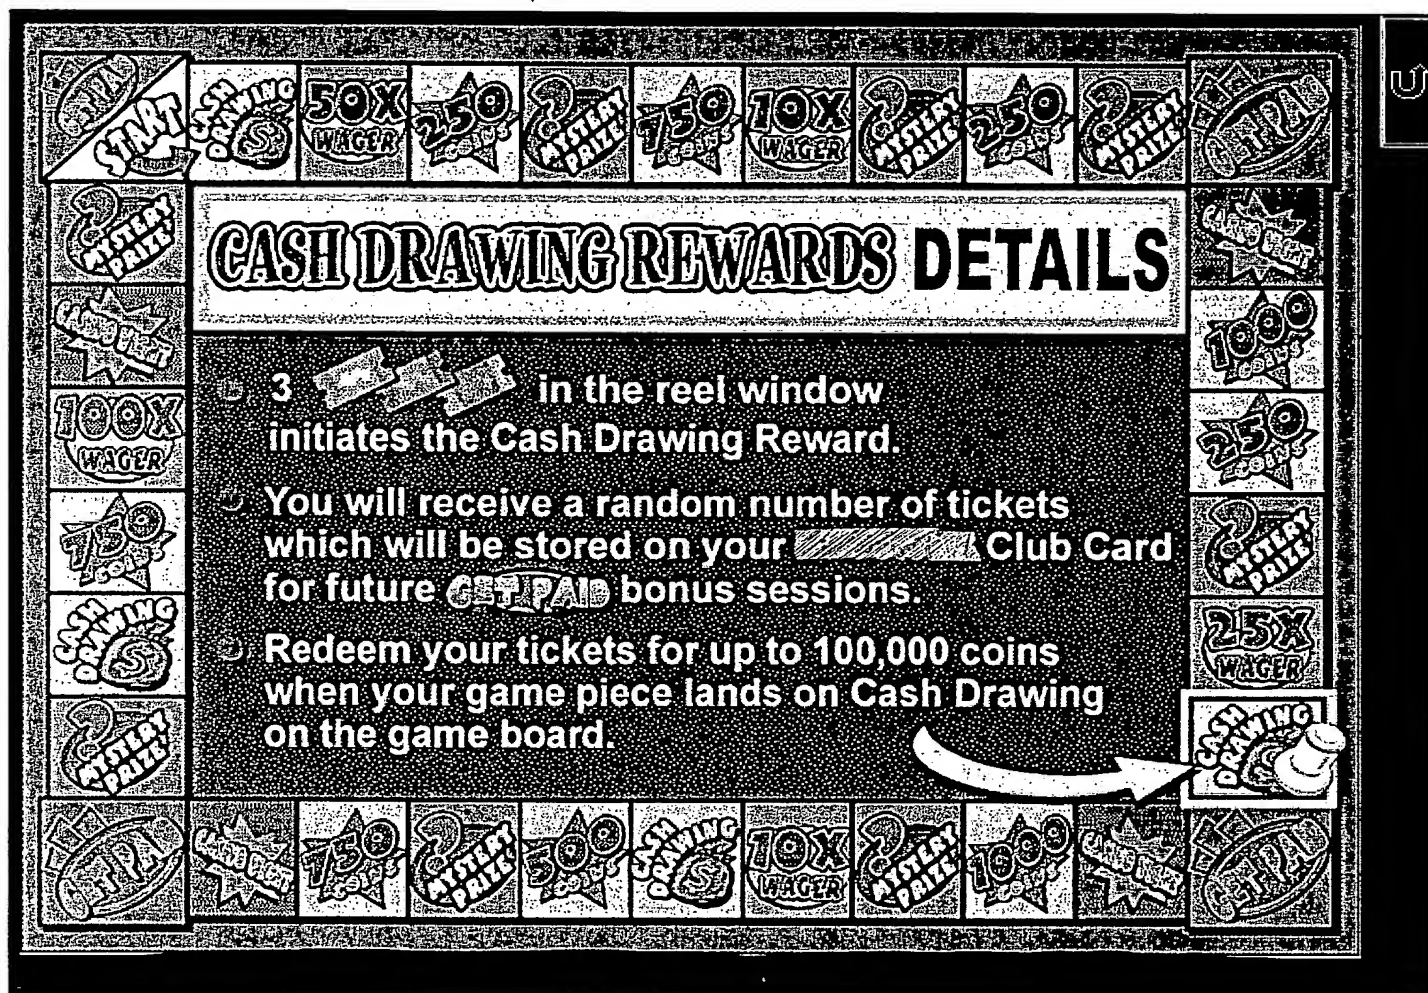 START
CASH DRAWING $
50X WAGER
250 COINS
MYSTERY PRIZE
750 COINS
10X WAGER
MYSTERY PRIZE
250 COINS
MYSTERY PRIZE
GET PAID
MYSTERY PRIZE
100X WAGER
750 COINS
CASH DRAWING $
MYSTERY PRIZE
GET PAID
CASH DRAWING REWARDS DETAILS
3 in the reel window
initiates the Cash Drawing Reward.
You will receive a random number of tickets
which will be stored on your Club Card
for future GET PAID bonus sessions.
Redeem your tickets for up to 100,000 coins
when your game piece lands on Cash Drawing
on the game board.
1000 COINS
250 COINS
MYSTERY PRIZE
25X WAGER
CASH DRAWING
750 COINS
MYSTERY PRIZE
500 COINS
CASH DRAWING $
10X WAGER
MYSTERY PRIZE
1000 COINS
GET PAID